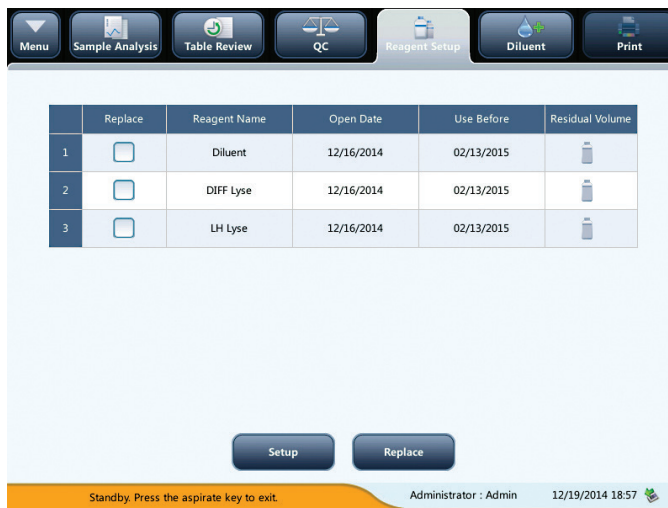 Menu Sample Analysis Table Review QC Reagent Setup Diluent Print
Replace Reagent Name Open Date Use Before Residual Volume
1 Diluent 12/16/2014 02/13/2015
2 DIFF Lyse 12/16/2014 02/13/2015
3 LH Lyse 12/16/2014 02/13/2015
Setup Replace
Standby. Press the aspirate key to exit. Administrator : Admin 12/19/2014 18:57